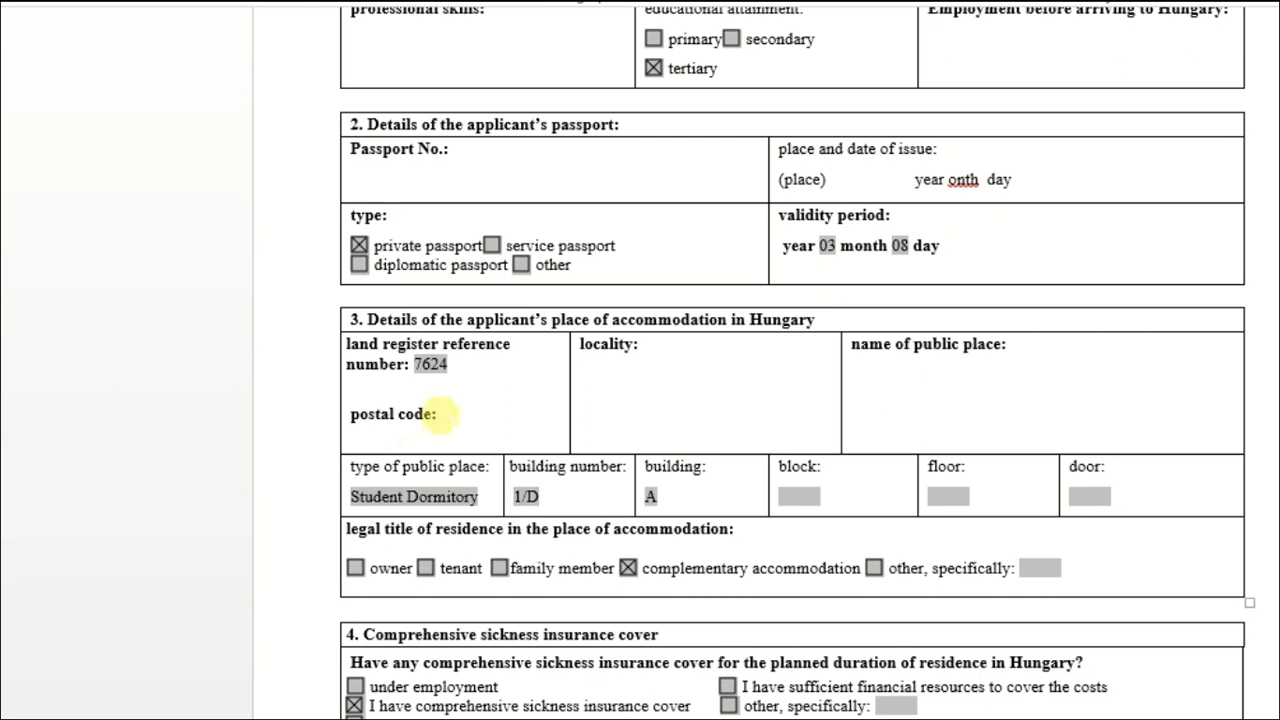 professional skills:
educational attainment:
Employment before arriving to Hungary:
primary secondary
tertiary
2. Details of the applicant's passport:
Passport No.:
place and date of issue:
(place) year onth day
type:
private passport service passport
diplomatic passport other
validity period:
year 03 month 08 day
3. Details of the applicant's place of accommodation in Hungary
land register reference
number: 7624
postal code:
locality:
name of public place:
type of public place:
Student Dormitory
building number:
1/D
building:
A
block:
floor:
door:
legal title of residence in the place of accommodation:
owner tenant family member complementary accommodation other, specifically:
4. Comprehensive sickness insurance cover
Have any comprehensive sickness insurance cover for the planned duration of residence in Hungary?
under employment I have sufficient financial resources to cover the costs
I have comprehensive sickness insurance cover other, specifically: